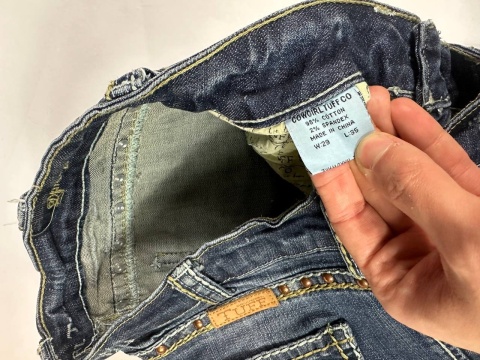 COWGIRL TUFF CO
98% COTTON
2% SPANDEX
MADE IN CHINA
W:29 L:35
TUFF